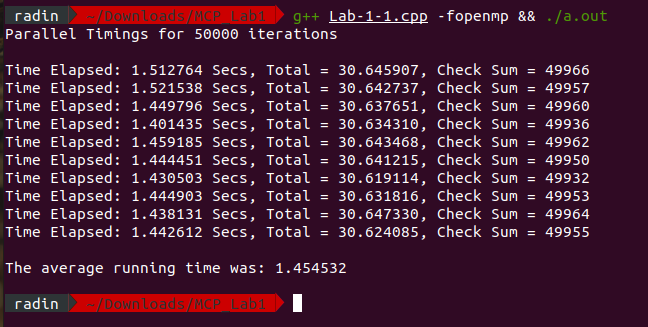 radin ~/Downloads/MCP_Lab1 g++ Lab-1-1.cpp -fopenmp && ./a.out
Parallel Timings for 50000 iterations
Time Elapsed: 1.512764 Secs, Total = 30.645907, Check Sum = 49966
Time Elapsed: 1.521538 Secs, Total = 30.642737, Check Sum = 49957
Time Elapsed: 1.449796 Secs, Total = 30.637651, Check Sum = 49960
Time Elapsed: 1.401435 Secs, Total = 30.634310, Check Sum = 49936
Time Elapsed: 1.459185 Secs, Total = 30.643468, Check Sum = 49962
Time Elapsed: 1.444451 Secs, Total = 30.641215, Check Sum = 49950
Time Elapsed: 1.430503 Secs, Total = 30.619114, Check Sum = 49932
Time Elapsed: 1.444903 Secs, Total = 30.631816, Check Sum = 49953
Time Elapsed: 1.438131 Secs, Total = 30.647330, Check Sum = 49964
Time Elapsed: 1.442612 Secs, Total = 30.624085, Check Sum = 49955
The average running time was: 1.454532
radin ~/Downloads/MCP_Lab1